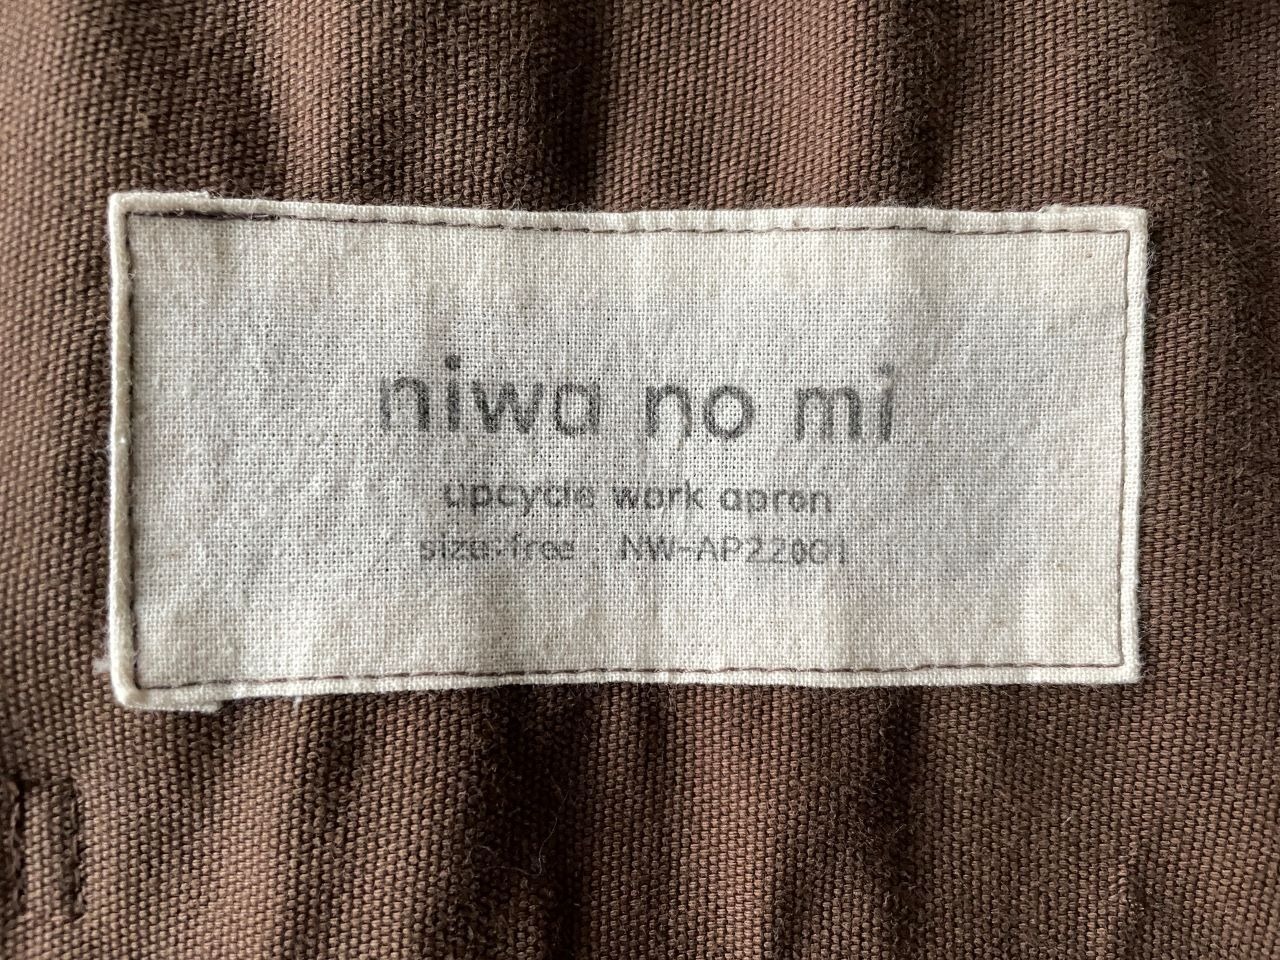 niwa no mi
upcycle work apron
size:free NW-AP22001